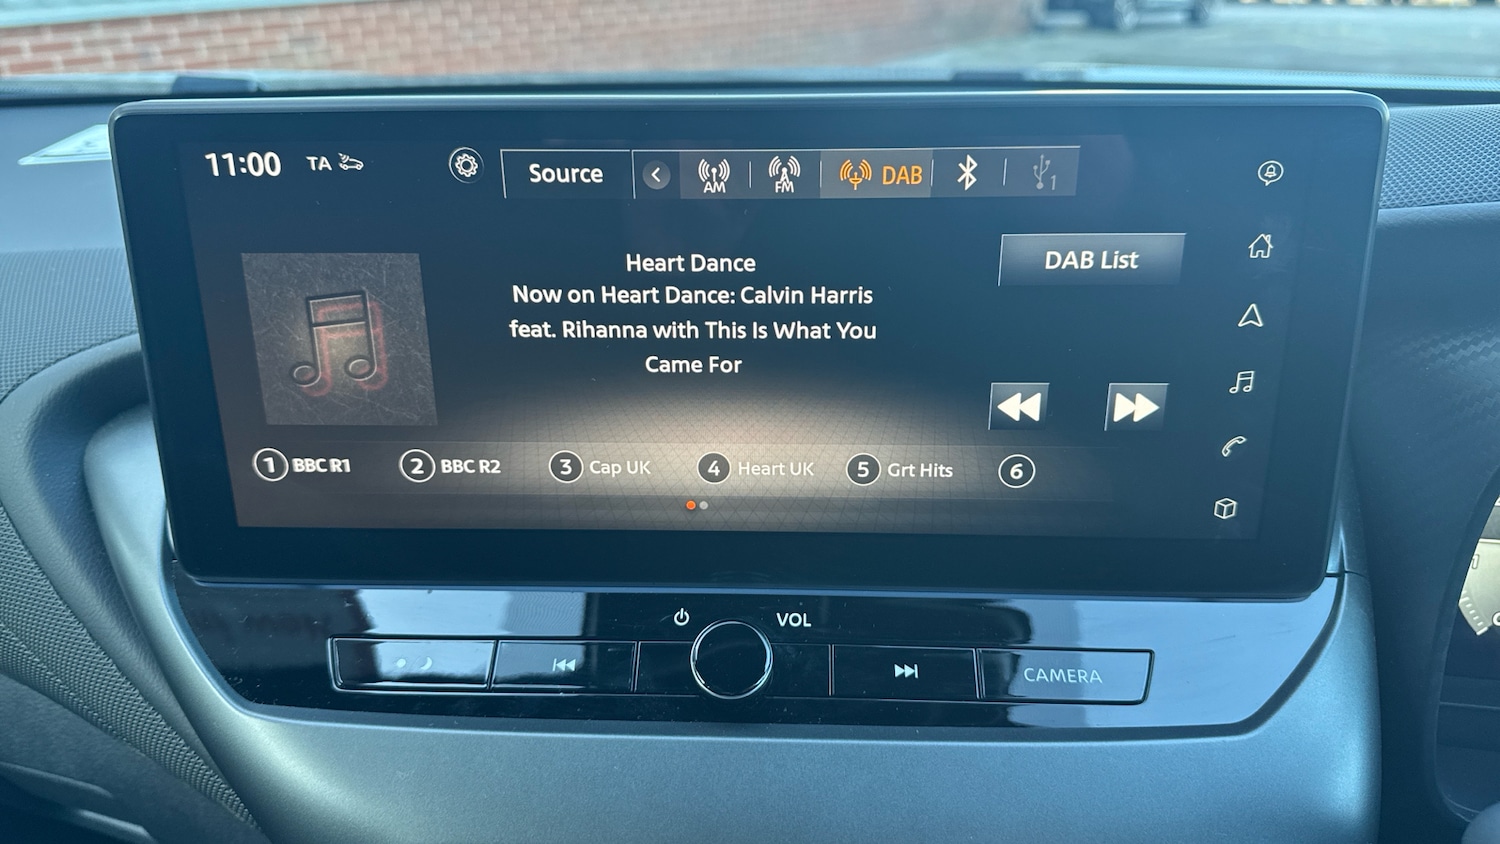 11:00 TA
Source
AM
FM
DAB
1
Heart Dance
Now on Heart Dance: Calvin Harris
feat. Rihanna with This Is What You
Came For
DAB List
1 BBC R1 2 BBC R2 3 Cap UK 4 Heart UK 5 Grt Hits 6
VOL
CAMERA